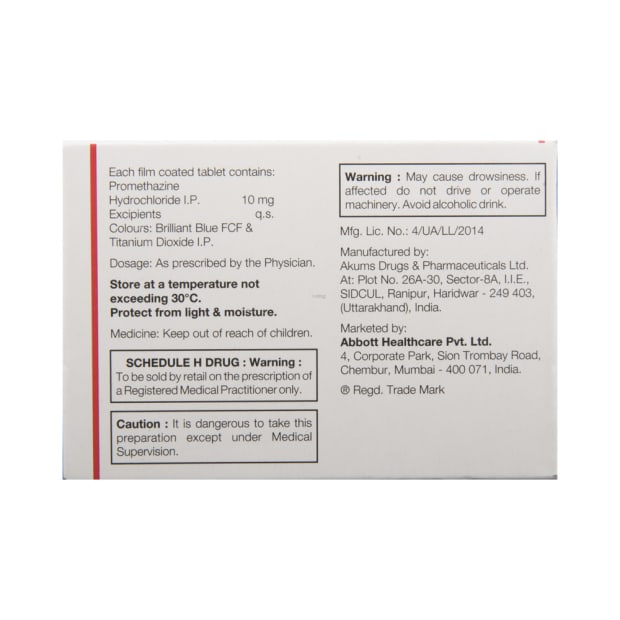 Each film coated tablet contains:
Promethazine
Hydrochloride I.P. 10 mg
Excipients q.s.
Colours: Brilliant Blue FCF &
Titanium Dioxide I.P.
Dosage: As prescribed by the Physician.
Store at a temperature not
exceeding 30°C.
Protect from light & moisture.
Medicine: Keep out of reach of children.
SCHEDULE H DRUG : Warning :
To be sold by retail on the prescription of
a Registered Medical Practitioner only.
Caution : It is dangerous to take this
preparation except under Medical
Supervision.
Warning : May cause drowsiness. If
affected do not drive or operate
machinery. Avoid alcoholic drink.
Mfg. Lic. No.: 4/UA/LL/2014
Manufactured by:
Akums Drugs & Pharmaceuticals Ltd.
At: Plot No. 26A-30, Sector-8A, I.I.E.,
SIDCUL, Ranipur, Haridwar - 249 403,
(Uttarakhand), India.
Marketed by:
Abbott Healthcare Pvt. Ltd.
4, Corporate Park, Sion Trombay Road,
Chembur, Mumbai - 400 071, India.
® Regd. Trade Mark